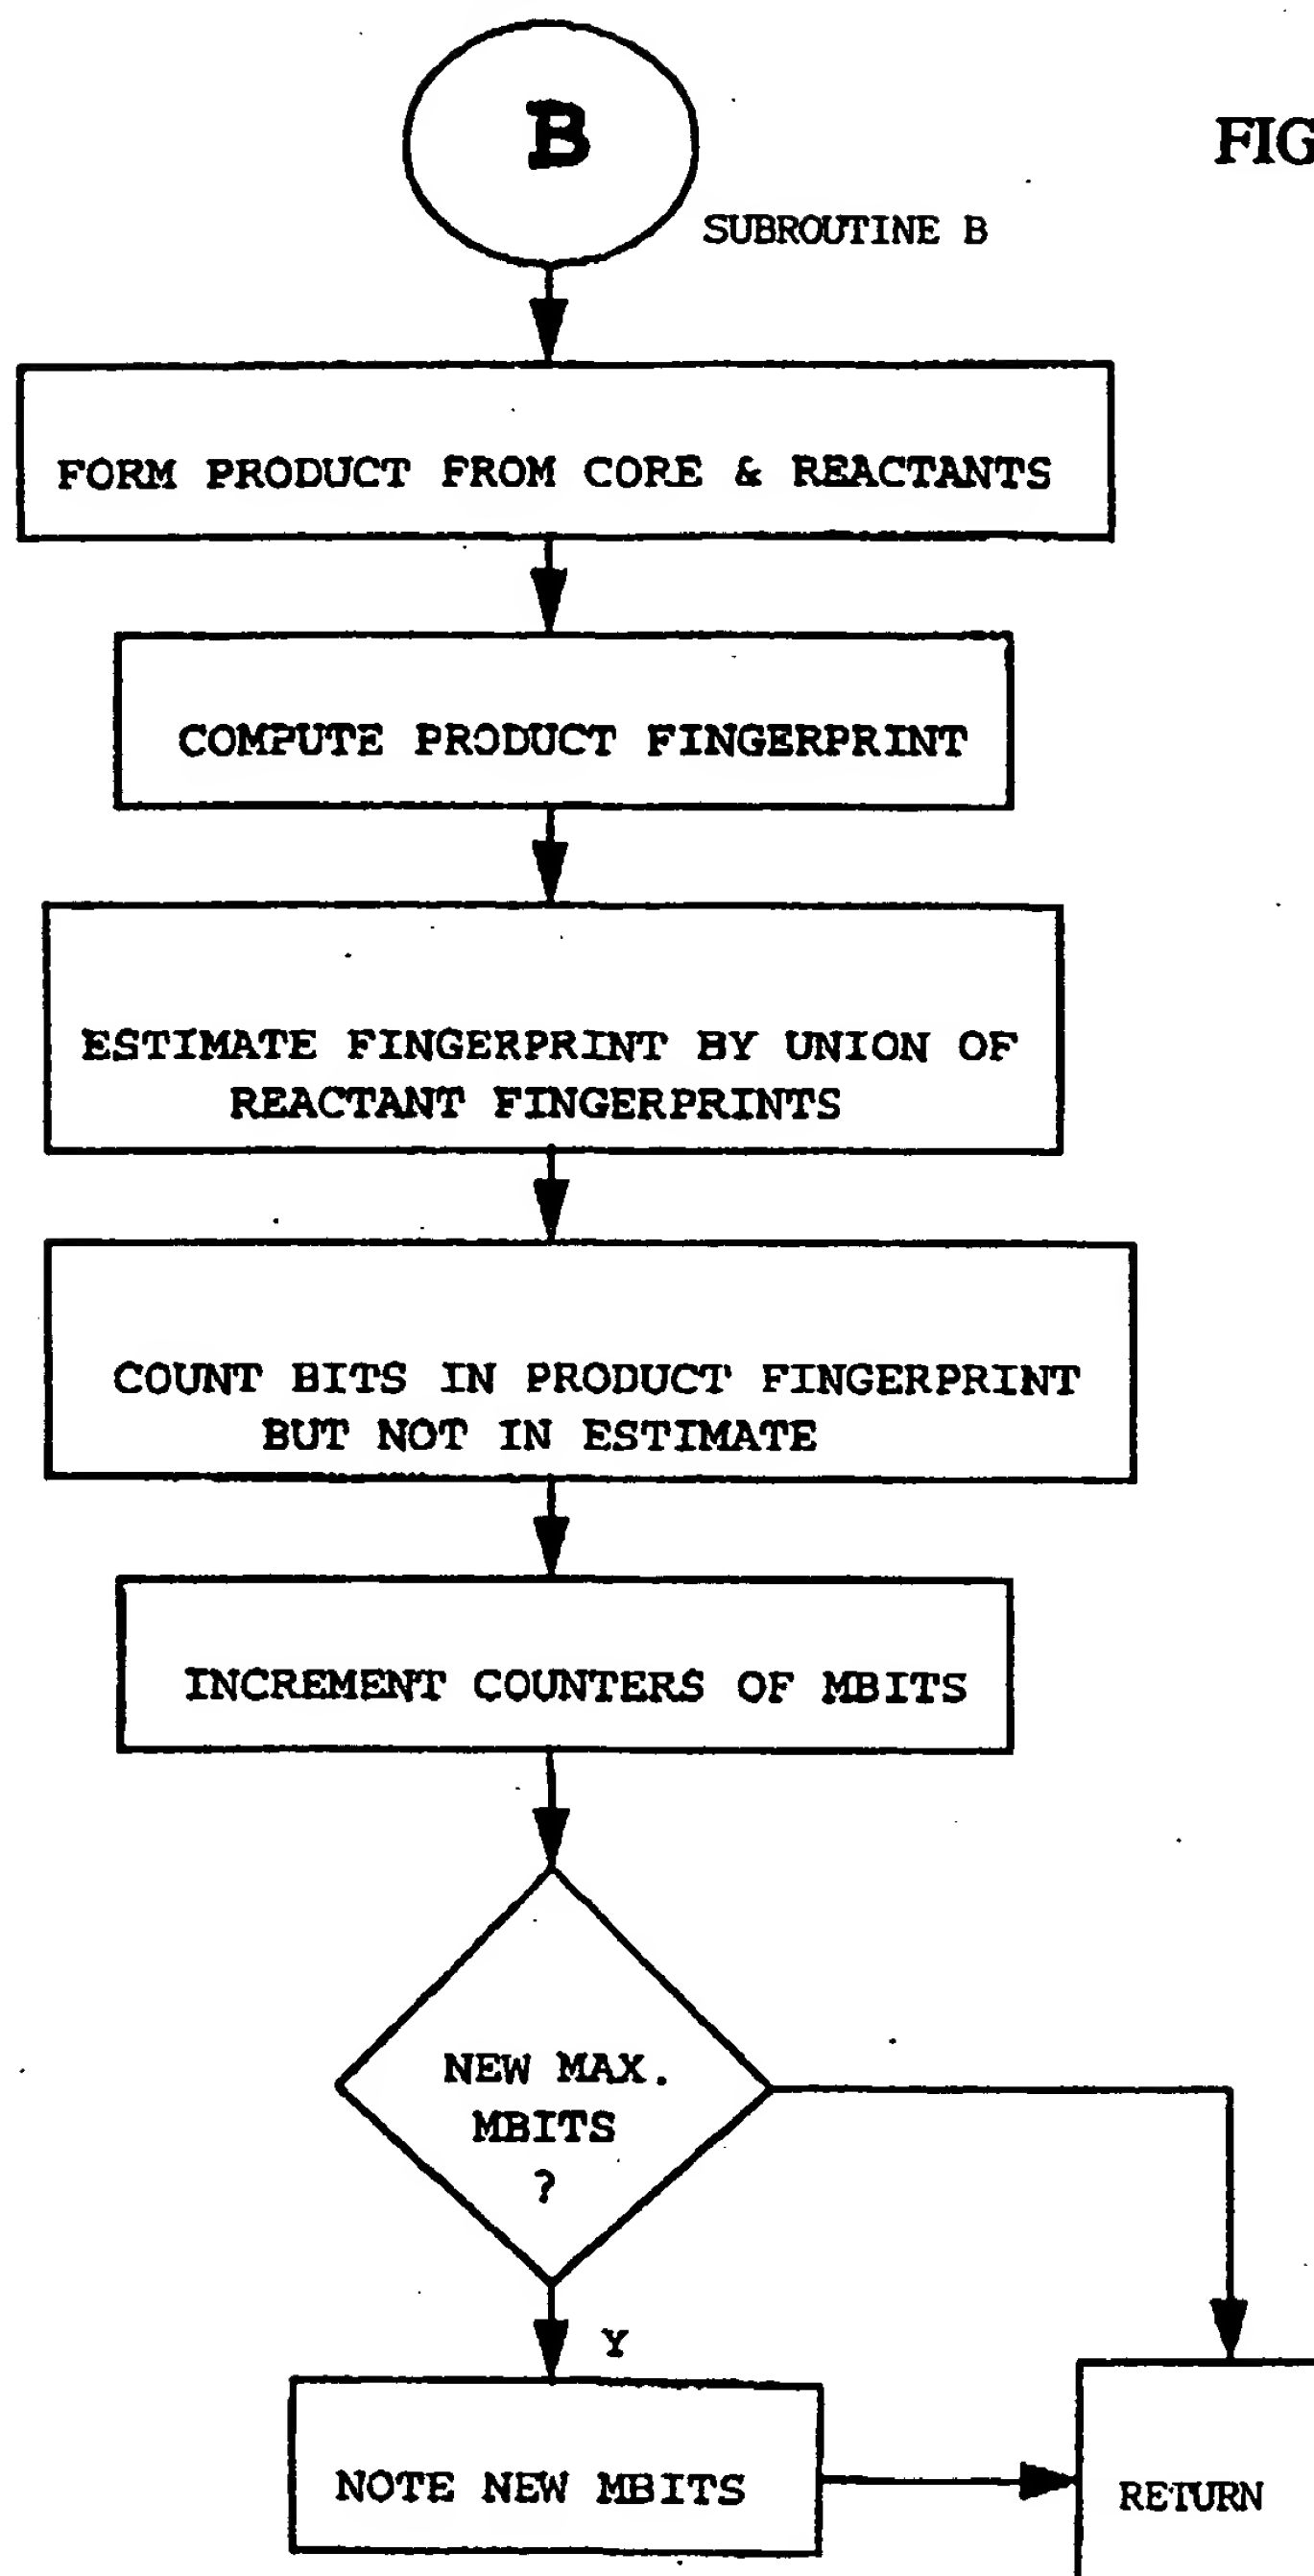 B
FIG
SUBROUTINE B
FORM PRODUCT FROM CORE & REACTANTS
COMPUTE PRODUCT FINGERPRINT
ESTIMATE FINGERPRINT BY UNION OF
REACTANT FINGERPRINTS
COUNT BITS IN PRODUCT FINGERPRINT
BUT NOT IN ESTIMATE
INCREMENT COUNTERS OF MBITS
NEW MAX.
MBITS
?
Y
NOTE NEW MBITS
RETURN